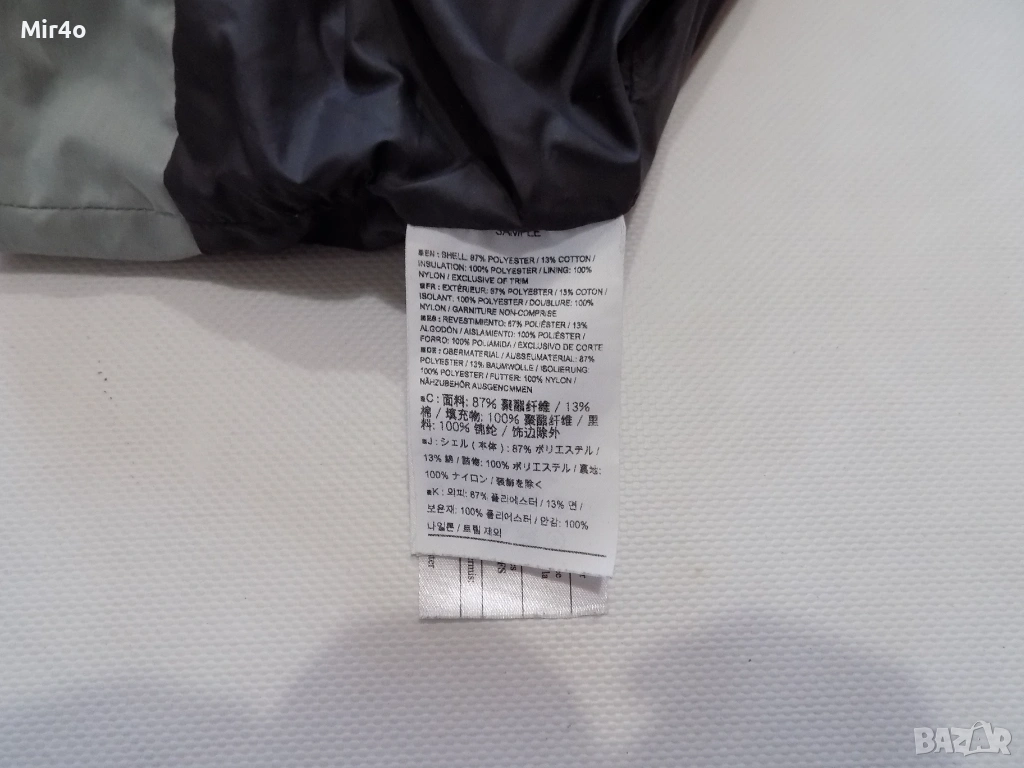 Mir4o
SAMPLE
■EN : SHELL: 87% POLYESTER / 13% COTTON /
INSULATION: 100% POLYESTER / LINING: 100%
NYLON / EXCLUSIVE OF TRIM
■FR : EXTÉRIEUR: 87% POLYESTER / 13% COTON /
ISOLANT: 100% POLYESTER / DOUBLURE: 100%
NYLON / GARNITURE NON-COMPRISE
■ES : REVESTIMIENTO: 87% POLIÉSTER / 13%
ALGODÓN / AISLAMIENTO: 100% POLIÉSTER /
FORRO: 100% POLIAMIDA / EXCLUSIVO DE CORTE
■DE : OBERMATERIAL / AUSSEUMATERIAL: 87%
POLYESTER / 13% BAUMWOLLE / ISOLIERUNG:
100% POLYESTER / FUTTER: 100% NYLON /
NÄHZUBEHÖR AUSGENOMMEN
■C: 面料: 87% 聚酯纤维 / 13%
棉 / 填充物: 100% 聚酯纤维 / 里
料: 100% 锦纶 / 饰边除外
■J : シェル ( 本体 ) : 87% ポリエステル /
13% 綿 / 詰物: 100% ポリエステル / 裏地:
100% ナイロン / 装飾を除く
■K : 외피: 87% 폴리에스터 / 13% 면 /
보온재: 100% 폴리에스터 / 안감: 100%
나일론 / 트림 제외
BAZAR